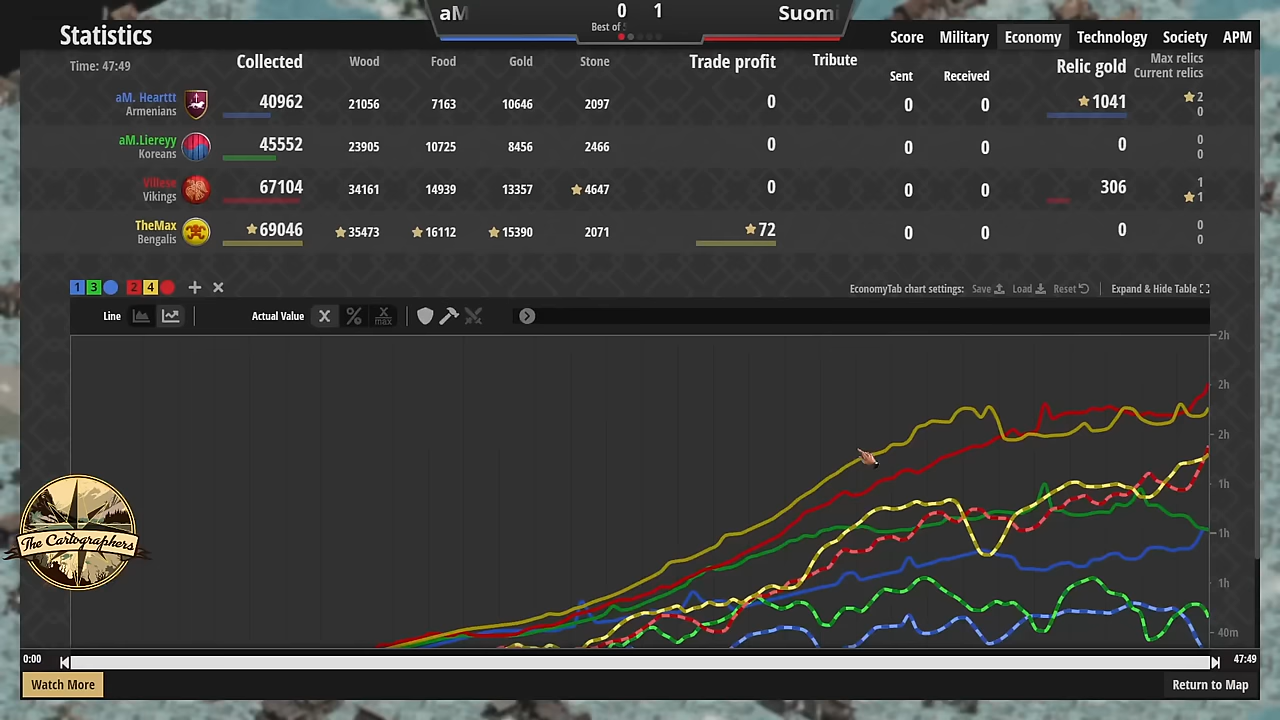 aM 0 1 Suomi
Best of
Statistics
Score Military Economy Technology Society APM
Time: 47:49
Collected Wood Food Gold Stone Trade profit Tribute Sent Received Relic gold Max relics
Current relics
aM. Hearttt
Armenians
40962 21056 7163 10646 2097 0 0 0 1041 2
0
aM.Liereyy
Koreans
45552 23905 10725 8456 2466 0 0 0 0 0
0
Villese
Vikings
67104 34161 14939 13357 4647 0 0 0 306 1
1
TheMax
Bengalis
69046 35473 16112 15390 2071 72 0 0 0 0
0
1 3 2 4 + ×
EconomyTab chart settings: Save Load Reset Expand & Hide Table
Line Actual Value X % X
max
2h
2h
2h
1h
1h
1h
40m
The Cartographers
0:00 47:49
Watch More Return to Map